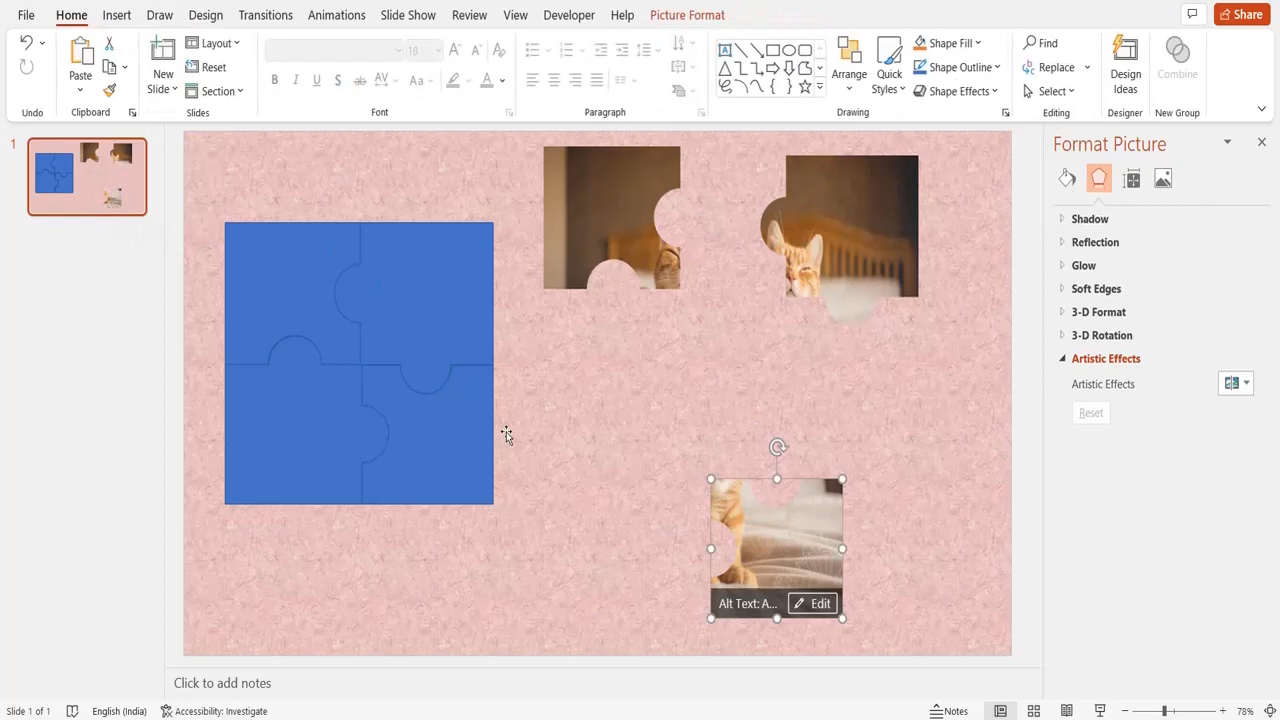 File Home Insert Draw Design Transitions Animations Slide Show Review View Developer Help Picture Format Share
Layout Reset Section
Paste New Slide
18
Shape Fill Shape Outline Shape Effects
Arrange Quick Styles
Find Replace Select
Design Ideas
Combine
Undo Clipboard Slides Font Paragraph Drawing Editing Designer New Group
1
Format Picture
Shadow
Reflection
Glow
Soft Edges
3-D Format
3-D Rotation
Artistic Effects
Artistic Effects
Reset
Alt Text: A... Edit
Click to add notes
Slide 1 of 1 English (India) Accessibility: Investigate Notes 78%